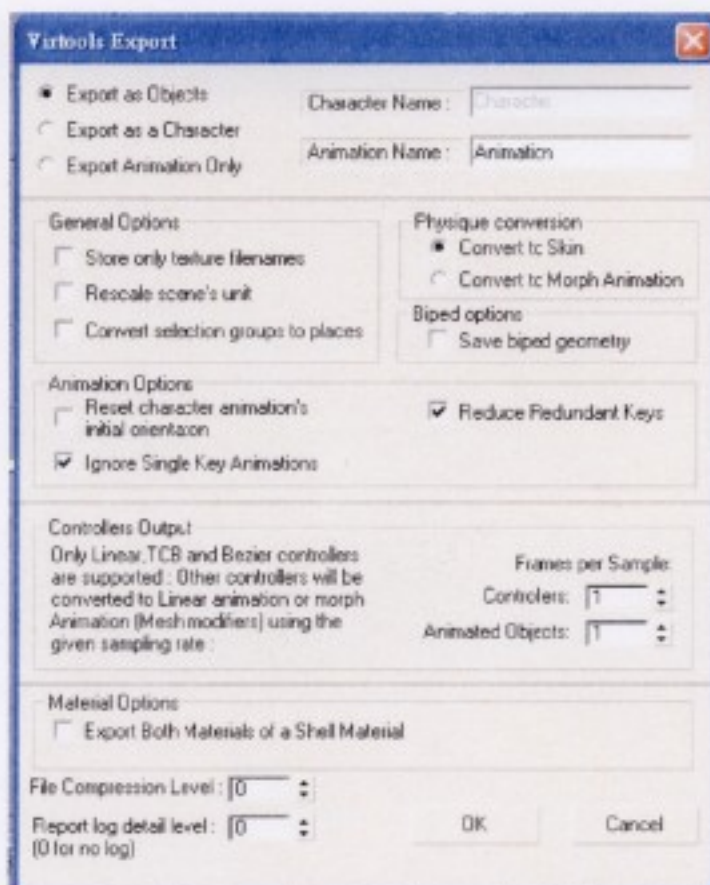 Virtools Export
Export as Objects
Export as a Character
Export Animation Only
Character Name :
Character
Animation Name :
Animation
General Options
Store only texture filenames
Rescale scene's unit
Convert selection groups to places
Physique conversion
Convert to Skin
Convert to Morph Animation
Biped options
Save biped geometry
Animation Options
Reset character animation's
initial orientaion
Ignore Single Key Animations
Reduce Redundant Keys
Controllers Output
Only Linear,TCB and Bezier controllers
are supported : Other controllers will be
converted to Linear animation or morph
Animation (Mesh modifiers) using the
given sampling rate :
Frames per Sample:
Controlers: 1
Animated Objects: 1
Material Options
Export Both Materials of a Shell Material
File Compression Level : 0
Report log detail level : 0
(0 for no log)
OK
Cancel